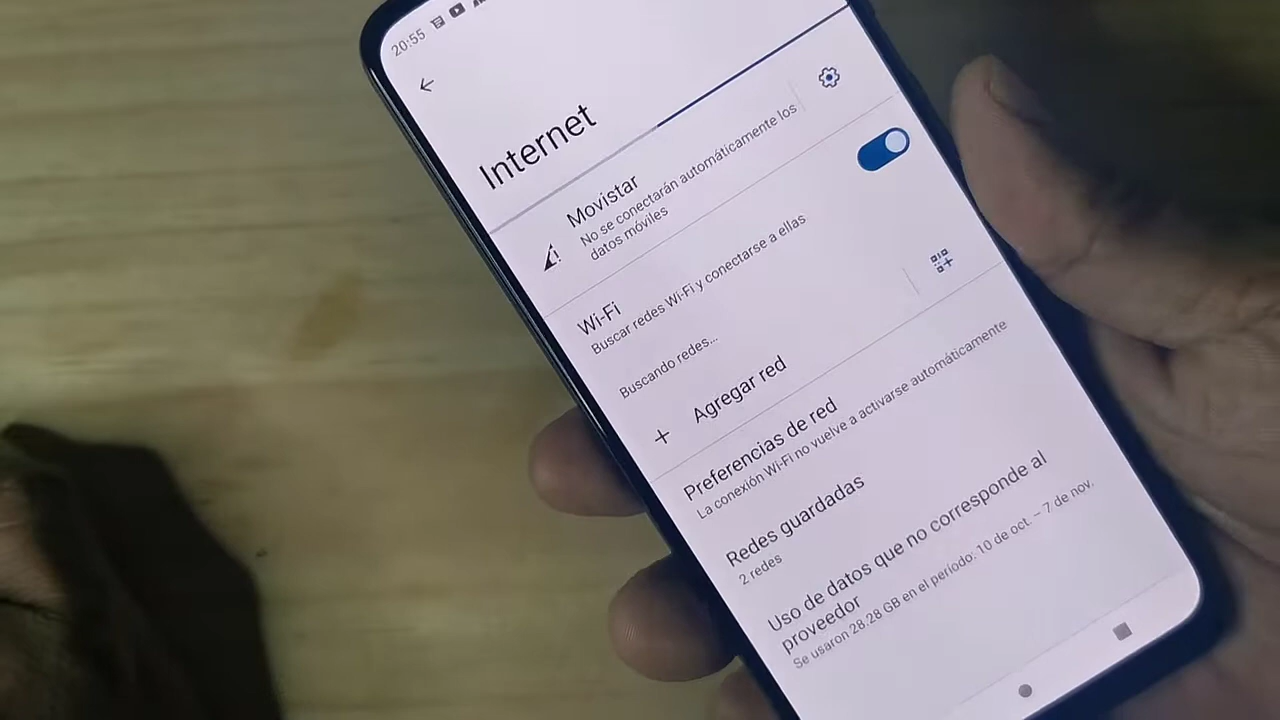 20:55
Internet
Movistar
No se conectarán automáticamente los
datos móviles
Wi-Fi
Buscar redes Wi-Fi y conectarse a ellas
Buscando redes...
Agregar red
Preferencias de red
La conexión Wi-Fi no vuelve a activarse automáticamente
Redes guardadas
2 redes
Uso de datos que no corresponde al
proveedor
Se usaron 28.28 GB en el período: 10 de oct. – 7 de nov.